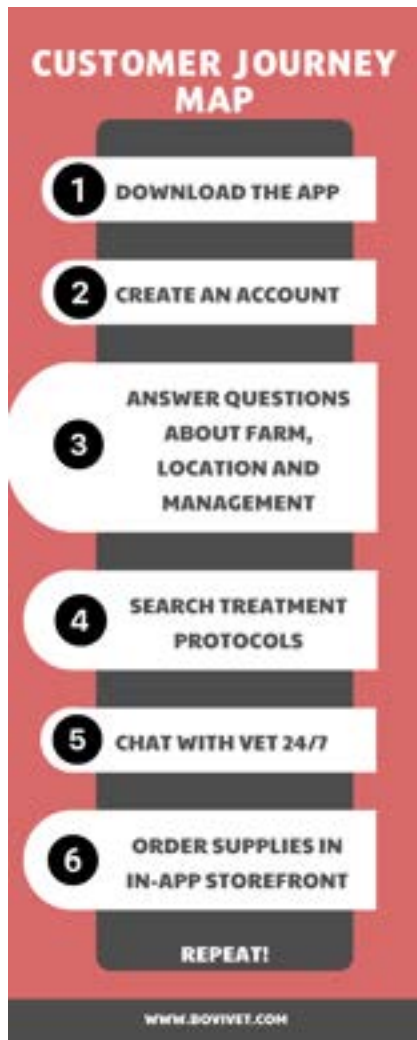 CUSTOMER JOURNEY
MAP
1 DOWNLOAD THE APP
2 CREATE AN ACCOUNT
3 ANSWER QUESTIONS
ABOUT FARM,
LOCATION AND
MANAGEMENT
4 SEARCH TREATMENT
PROTOCOLS
5 CHAT WITH VET 24/7
6 ORDER SUPPLIES IN
IN-APP STOREFRONT
REPEAT!
WWW.BOVIVET.COM